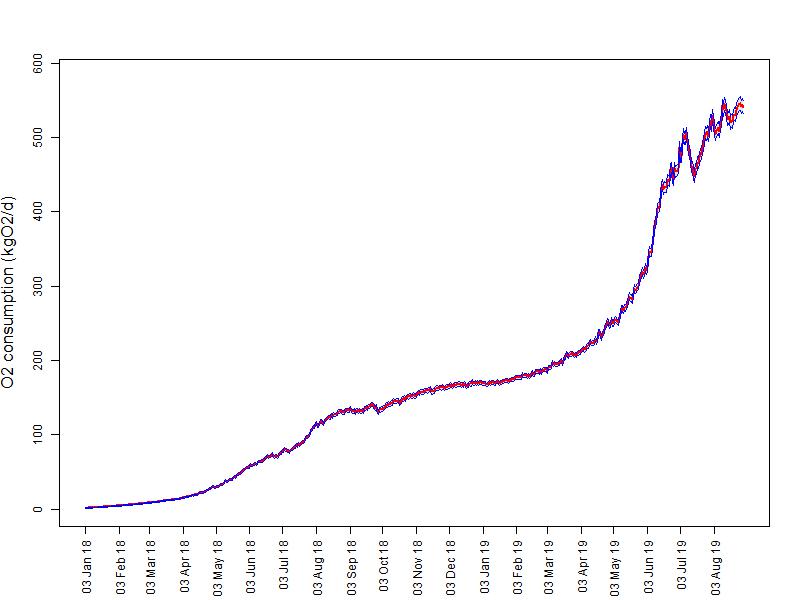 O2 consumption (kgO2/d)
600
500
400
300
200
100
0
03 Jan 18
03 Feb 18
03 Mar 18
03 Apr 18
03 May 18
03 Jun 18
03 Jul 18
03 Aug 18
03 Sep 18
03 Oct 18
03 Nov 18
03 Dec 18
03 Jan 19
03 Feb 19
03 Mar 19
03 Apr 19
03 May 19
03 Jun 19
03 Jul 19
03 Aug 19